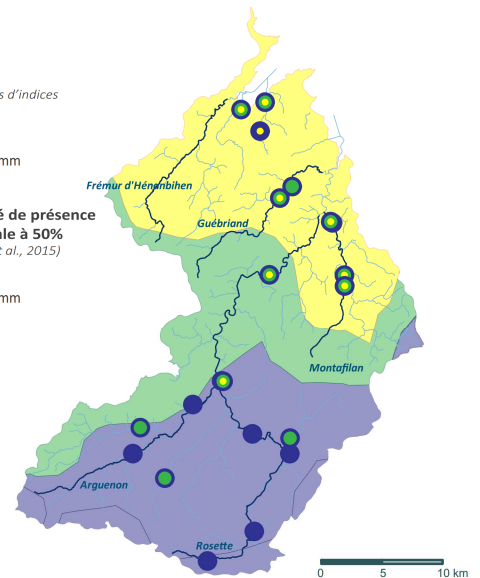 s d'indices
mm
Frémur d'Hénanbihen
é de présence
Guébriand
ale à 50%
t al., 2015)
mm
Montafilan
Arguenon
Rosette
0 5 10 km